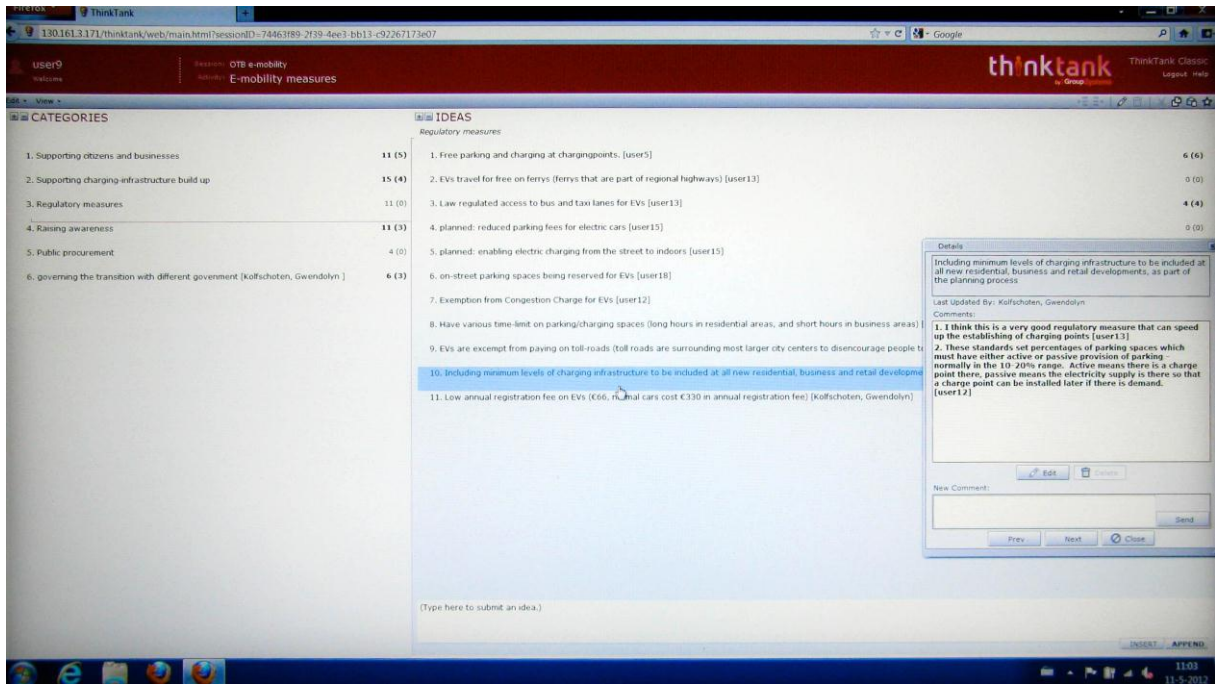 Firefox
ThinkTank
130.161.3.171/thinktank/web/main.html?sessionID=74463f89-2f39-4ee3-bb13-c92267173e07
Google
user9
Welcome
Session: OTB e-mobility
Activity: E-mobility measures
thinktank
by GroupSystems
ThinkTank Classic
Logout Help
Edit View
CATEGORIES
1. Supporting citizens and businesses 11 (5)
2. Supporting charging-infrastructure build up 15 (4)
3. Regulatory measures 11 (0)
4. Raising awareness 11 (3)
5. Public procurement 4 (0)
6. governing the transition with different government [Kolfschoten, Gwendolyn ] 6 (3)
IDEAS
Regulatory measures
1. Free parking and charging at chargingpoints. [user5] 6 (6)
2. EVs travel for free on ferrys (ferrys that are part of regional highways) [user13] 0 (0)
3. Law regulated access to bus and taxi lanes for EVs [user13] 4 (4)
4. planned: reduced parking fees for electric cars [user15] 0 (0)
5. planned: enabling electric charging from the street to indoors [user15]
6. on-street parking spaces being reserved for EVs [user18]
7. Exemption from Congestion Charge for EVs [user12]
8. Have various time-limit on parking/charging spaces (long hours in residential areas, and short hours in business areas) [
9. EVs are excempt from paying on toll-roads (toll roads are surrounding most larger city centers to disencourage people t
10. Including minimum levels of charging infrastructure to be included at all new residential, business and retail developme
11. Low annual registration fee on EVs (€66, normal cars cost €330 in annual registration fee) [Kolfschoten, Gwendolyn]
Details
Including minimum levels of charging infrastructure to be included at
all new residential, business and retail developments, as part of
the planning process
Last Updated By: Kolfschoten, Gwendolyn
Comments:
1. I think this is a very good regulatory measure that can speed
up the establishing of charging points [user13]
2. These standards set percentages of parking spaces which
must have either active or passive provision of parking -
normally in the 10-20% range. Active means there is a charge
point there, passive means the electricity supply is there so that
a charge point can be installed later if there is demand.
[user12]
Edit Delete
New Comment:
Send
Prev Next Close
(Type here to submit an idea.)
INSERT APPEND
11:03
11-5-2012